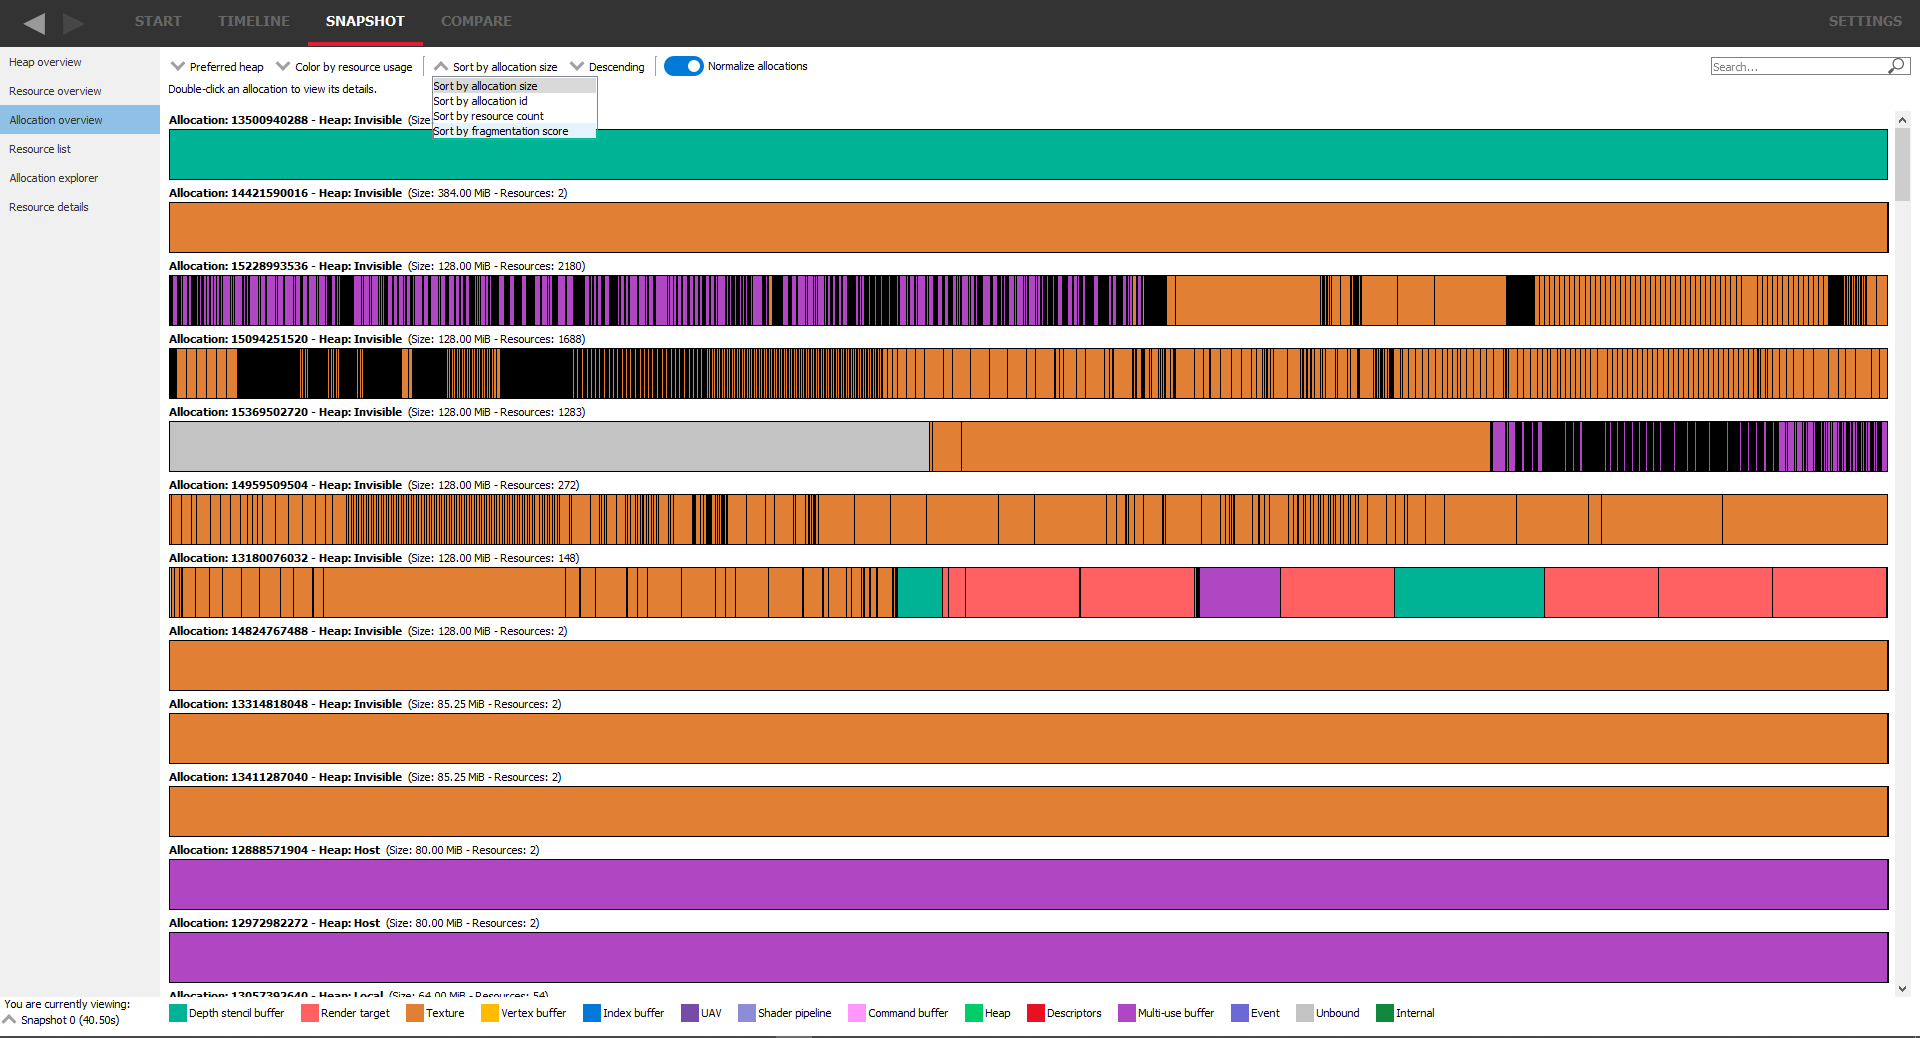 START TIMELINE SNAPSHOT COMPARE SETTINGS
Heap overview
Resource overview
Allocation overview
Resource list
Allocation explorer
Resource details
Preferred heap Color by resource usage Sort by allocation size Descending Normalize allocations Search...
Double-click an allocation to view its details.
Sort by allocation size
Sort by allocation id
Sort by resource count
Sort by fragmentation score
Allocation: 13500940288 - Heap: Invisible (Size
Allocation: 14421590016 - Heap: Invisible (Size: 384.00 MiB - Resources: 2)
Allocation: 15228993536 - Heap: Invisible (Size: 128.00 MiB - Resources: 2180)
Allocation: 15094251520 - Heap: Invisible (Size: 128.00 MiB - Resources: 1688)
Allocation: 15369502720 - Heap: Invisible (Size: 128.00 MiB - Resources: 1283)
Allocation: 14959509504 - Heap: Invisible (Size: 128.00 MiB - Resources: 272)
Allocation: 13180076032 - Heap: Invisible (Size: 128.00 MiB - Resources: 148)
Allocation: 14824767488 - Heap: Invisible (Size: 128.00 MiB - Resources: 2)
Allocation: 13314818048 - Heap: Invisible (Size: 85.25 MiB - Resources: 2)
Allocation: 13411287040 - Heap: Invisible (Size: 85.25 MiB - Resources: 2)
Allocation: 12888571904 - Heap: Host (Size: 80.00 MiB - Resources: 2)
Allocation: 12972982272 - Heap: Host (Size: 80.00 MiB - Resources: 2)
Allocation: 13057392640 - Heap: Local (Size: 64.00 MiB - Resources: 54)
You are currently viewing:
Snapshot 0 (40.50s)
Depth stencil buffer Render target Texture Vertex buffer Index buffer UAV Shader pipeline Command buffer Heap Descriptors Multi-use buffer Event Unbound Internal